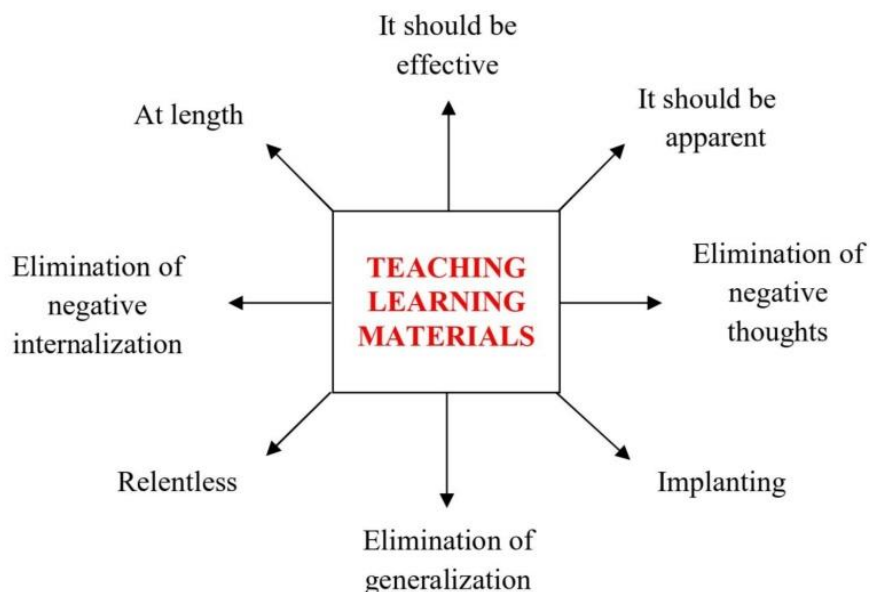 It should be
effective
At length
It should be
apparent
TEACHING
LEARNING
MATERIALS
Elimination of
negative
internalization
Elimination of
negative
thoughts
Relentless
Implanting
Elimination of
generalization